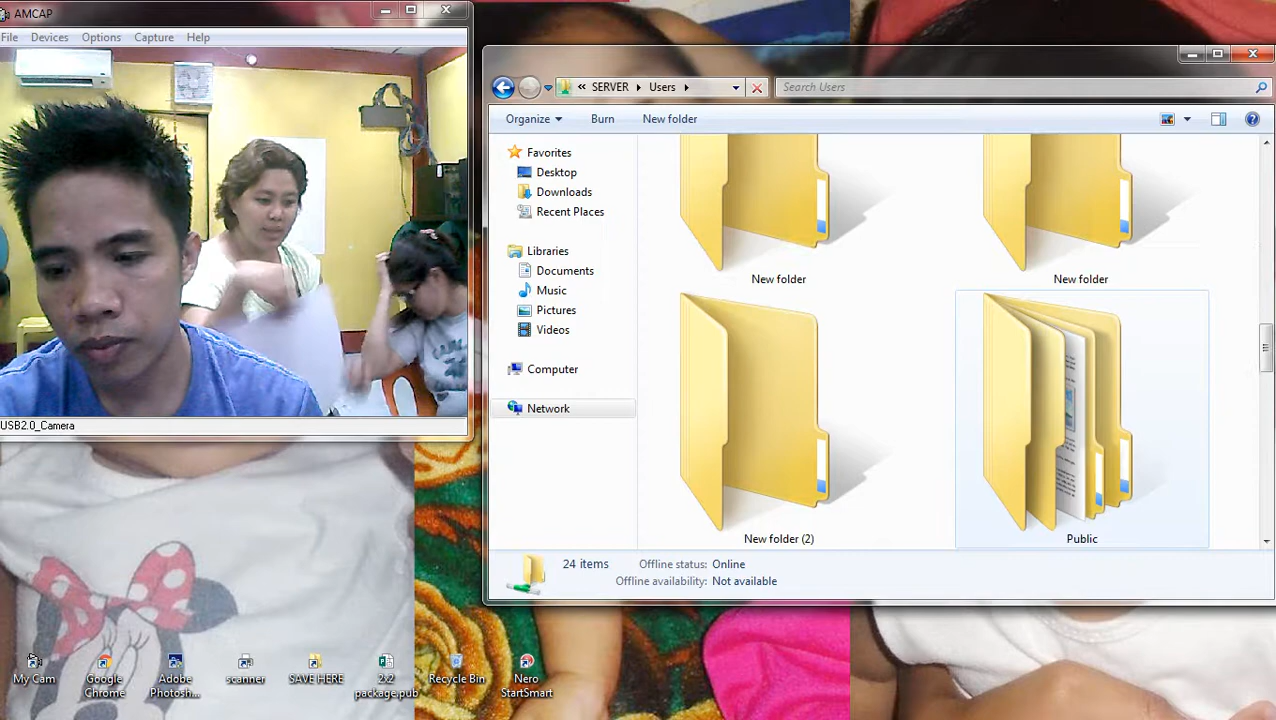 AMCAP
File Devices Options Capture Help
USB2.0_Camera
« SERVER Users
Search Users
Organize Burn New folder
Favorites
Desktop
Downloads
Recent Places
Libraries
Documents
Music
Pictures
Videos
Computer
Network
New folder
New folder
New folder (2)
Public
24 items
Offline status: Online
Offline availability: Not available
My Cam
Google
Chrome
Adobe
Photosh...
scanner
SAVE HERE
2x2
package.pub
Recycle Bin
Nero
StartSmart